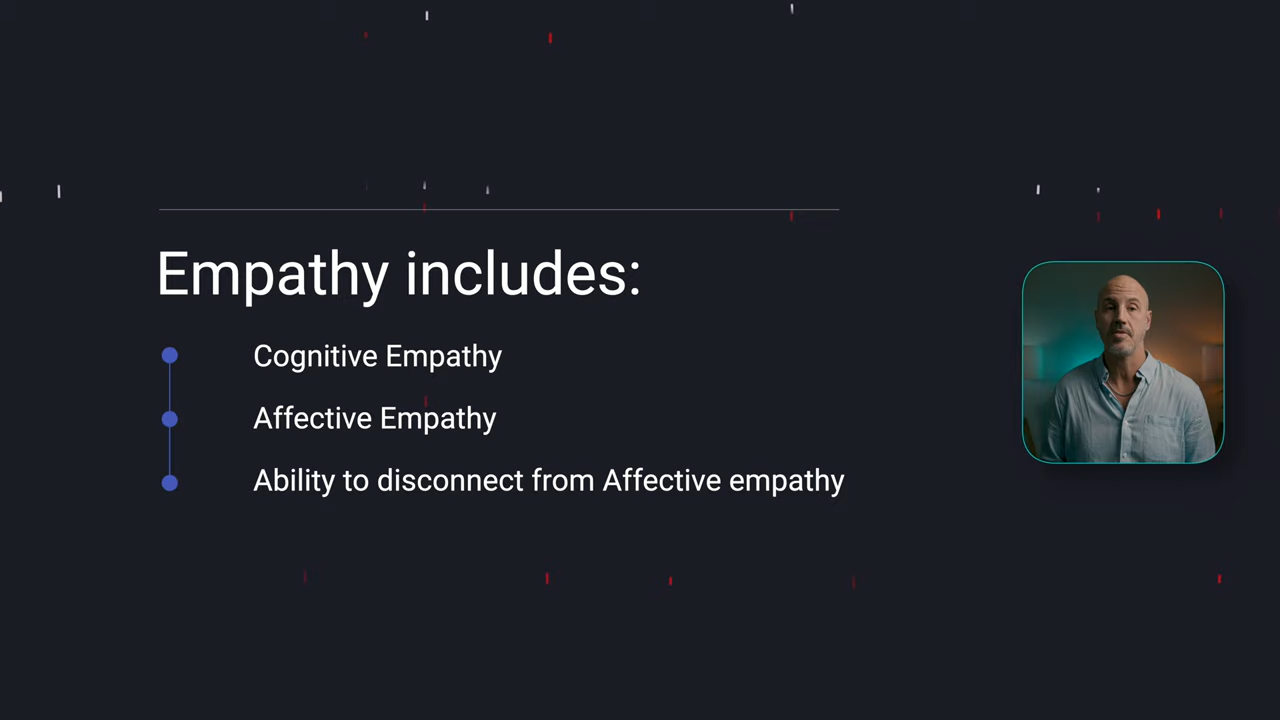 Empathy includes:
Cognitive Empathy
Affective Empathy
Ability to disconnect from Affective empathy